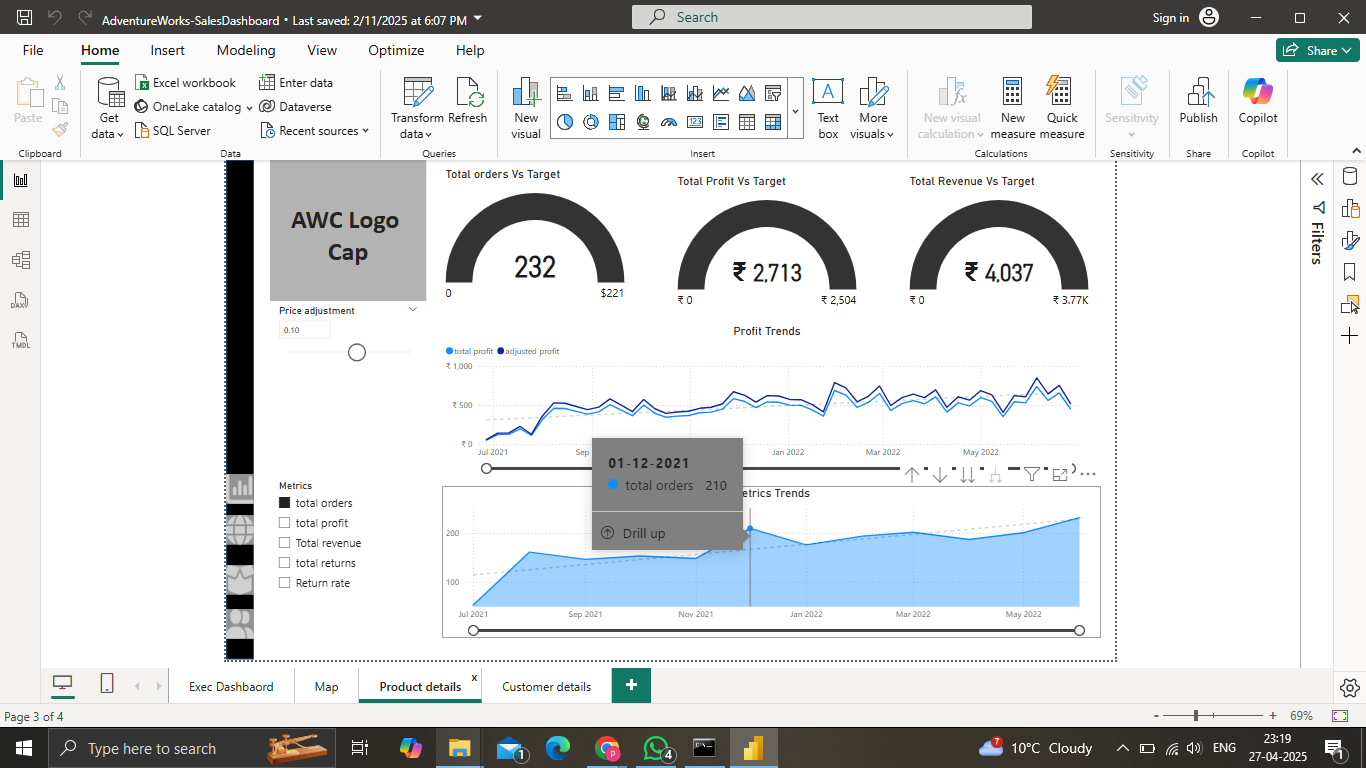 AdventureWorks-SalesDashboard • Last saved: 2/11/2025 at 6:07 PM
Search
Sign in
File Home Insert Modeling View Optimize Help
Share
Paste
Clipboard
Get data
Excel workbook
OneLake catalog
SQL Server
Enter data
Dataverse
Recent sources
Data
Transform data
Refresh
Queries
New visual
Text box
More visuals
Insert
New visual calculation
New measure
Quick measure
Calculations
Sensitivity
Sensitivity
Publish
Share
Copilot
Copilot
DAX
TMDL
AWC Logo
Cap
Price adjustment
0.10
Total orders Vs Target
232
0
$221
Total Profit Vs Target
₹ 2,713
₹ 0
₹ 2,504
Total Revenue Vs Target
₹ 4,037
₹ 0
₹ 3.77K
Filters
Profit Trends
total profit adjusted profit
₹ 1,000
₹ 500
₹ 0
Jul 2021 Sep Jan 2022 Mar 2022 May 2022
01-12-2021
total orders 210
Drill up
Metrics
total orders
total profit
Total revenue
total returns
Return rate
etrics Trends
200
100
Jul 2021 Sep 2021 Nov 2021 Jan 2022 Mar 2022 May 2022
Exec Dashbaord Map Product details x Customer details +
Page 3 of 4
- + 69%
Type here to search
1
4
7
10°C Cloudy
ENG
23:19
27-04-2025
1